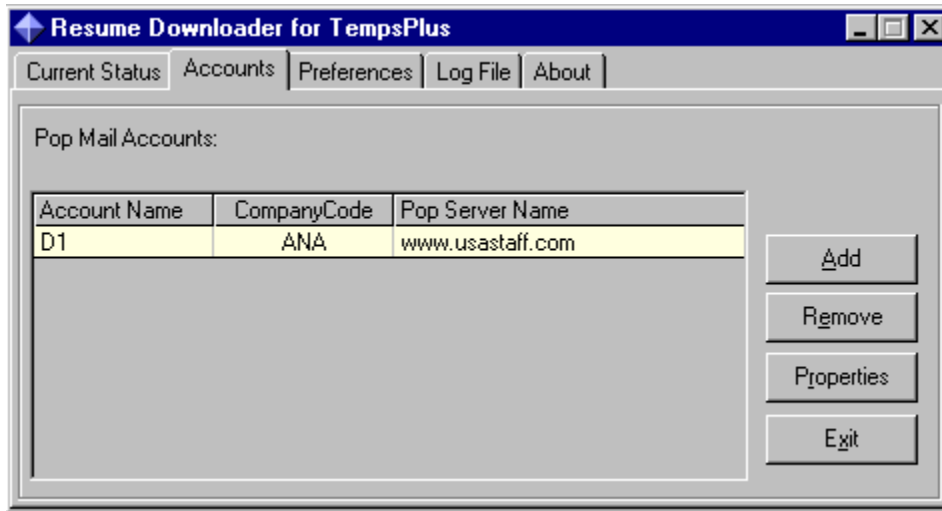 Resume Downloader for TempsPlus
Current Status Accounts Preferences Log File About
Pop Mail Accounts:
Account Name CompanyCode Pop Server Name
D1 ANA www.usastaff.com
Add
Remove
Properties
Exit